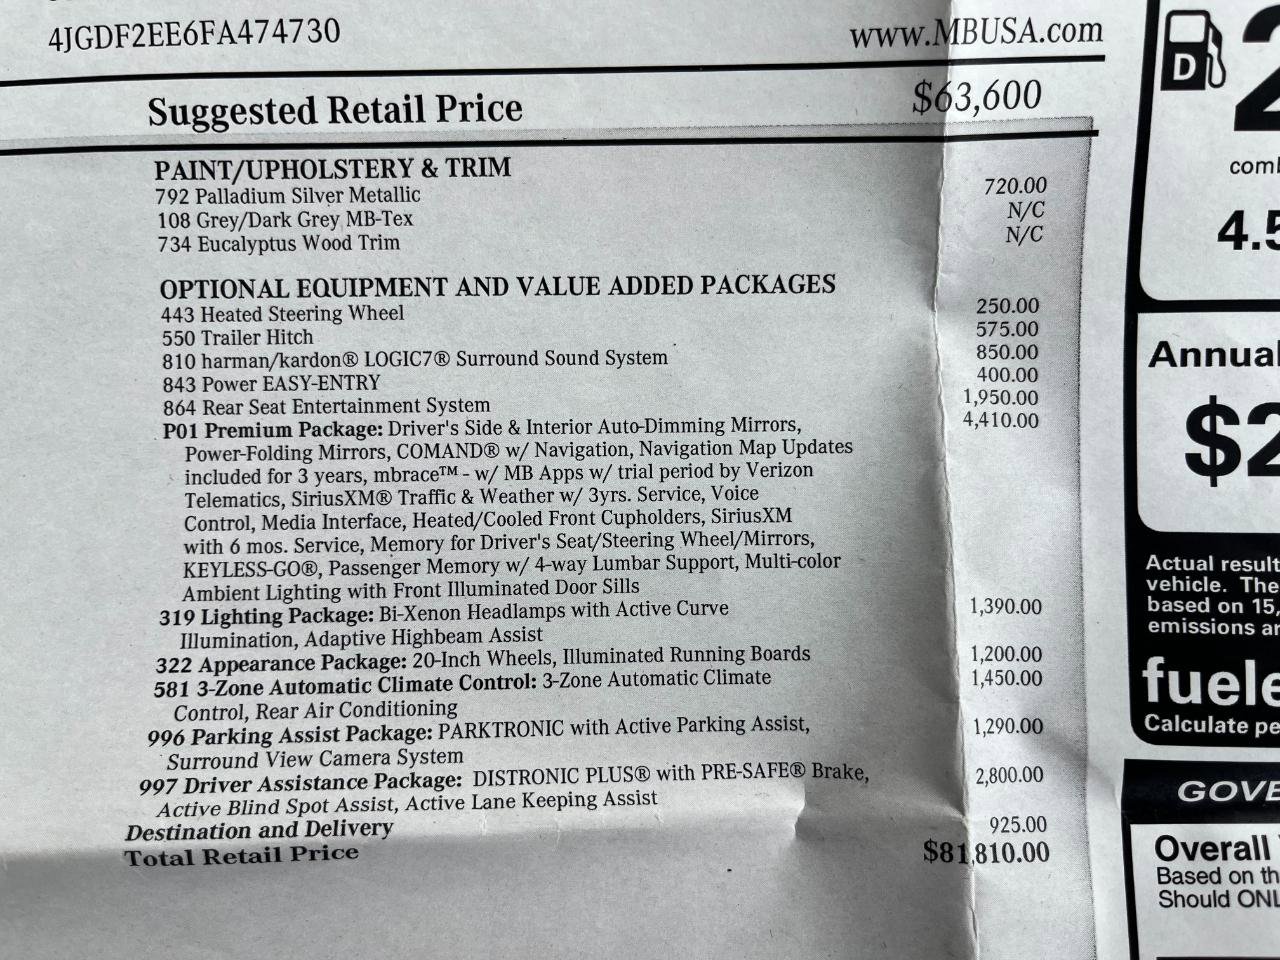 4JGDF2EE6FA474730
www.MBUSA.com
Suggested Retail Price $63,600
PAINT/UPHOLSTERY & TRIM
792 Palladium Silver Metallic 720.00
108 Grey/Dark Grey MB-Tex N/C
734 Eucalyptus Wood Trim N/C
OPTIONAL EQUIPMENT AND VALUE ADDED PACKAGES
443 Heated Steering Wheel 250.00
550 Trailer Hitch 575.00
810 harman/kardon® LOGIC7® Surround Sound System 850.00
843 Power EASY-ENTRY 400.00
864 Rear Seat Entertainment System 1,950.00
P01 Premium Package: Driver's Side & Interior Auto-Dimming Mirrors, 4,410.00
Power-Folding Mirrors, COMAND® w/ Navigation, Navigation Map Updates
included for 3 years, mbrace™ - w/ MB Apps w/ trial period by Verizon
Telematics, SiriusXM® Traffic & Weather w/ 3yrs. Service, Voice
Control, Media Interface, Heated/Cooled Front Cupholders, SiriusXM
with 6 mos. Service, Memory for Driver's Seat/Steering Wheel/Mirrors,
KEYLESS-GO®, Passenger Memory w/ 4-way Lumbar Support, Multi-color
Ambient Lighting with Front Illuminated Door Sills
319 Lighting Package: Bi-Xenon Headlamps with Active Curve 1,390.00
Illumination, Adaptive Highbeam Assist
322 Appearance Package: 20-Inch Wheels, Illuminated Running Boards 1,200.00
581 3-Zone Automatic Climate Control: 3-Zone Automatic Climate 1,450.00
Control, Rear Air Conditioning
996 Parking Assist Package: PARKTRONIC with Active Parking Assist, 1,290.00
Surround View Camera System
997 Driver Assistance Package: DISTRONIC PLUS® with PRE-SAFE® Brake, 2,800.00
Active Blind Spot Assist, Active Lane Keeping Assist
Destination and Delivery 925.00
Total Retail Price $81,810.00
D
comb
4.5
Annual
$2
Actual result
vehicle. The
based on 15,
emissions ar
fuele
Calculate pe
GOVE
Overall
Based on th
Should ONL